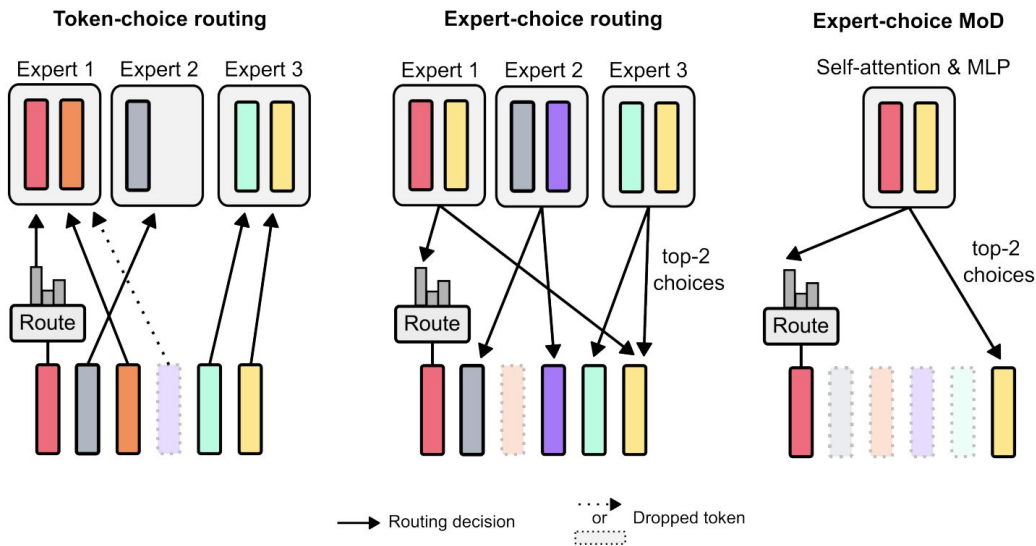 Token-choice routing
Expert-choice routing
Expert-choice MoD
Expert 1
Expert 2
Expert 3
Expert 1
Expert 2
Expert 3
Self-attention & MLP
top-2
choices
top-2
choices
Route
Route
Route
Routing decision
or
Dropped token